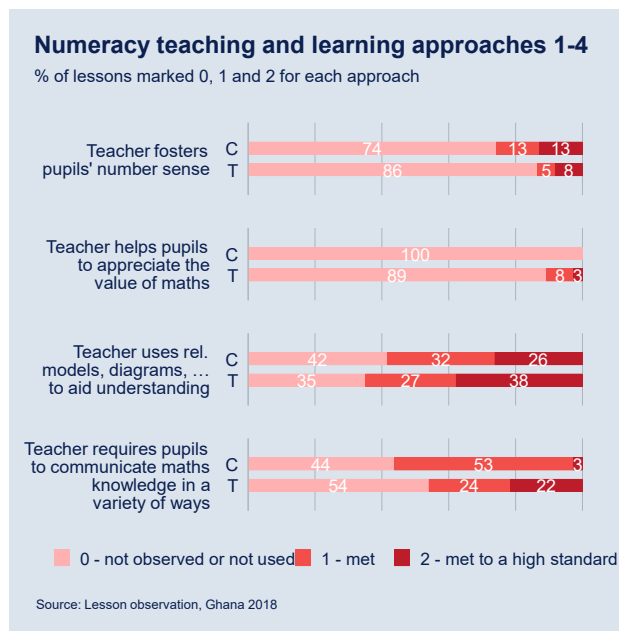 Numeracy teaching and learning approaches 1-4
% of lessons marked 0, 1 and 2 for each approach
Teacher fosters
pupils' number sense
C 74 13 13
T 86 5 8
Teacher helps pupils
to appreciate the
value of maths
C 100
T 89 8 3
Teacher uses rel.
models, diagrams, …
to aid understanding
C 42 32 26
T 35 27 38
Teacher requires pupils
to communicate maths
knowledge in a
variety of ways
C 44 53 3
T 54 24 22
0 - not observed or not used 1 - met 2 - met to a high standard
Source: Lesson observation, Ghana 2018